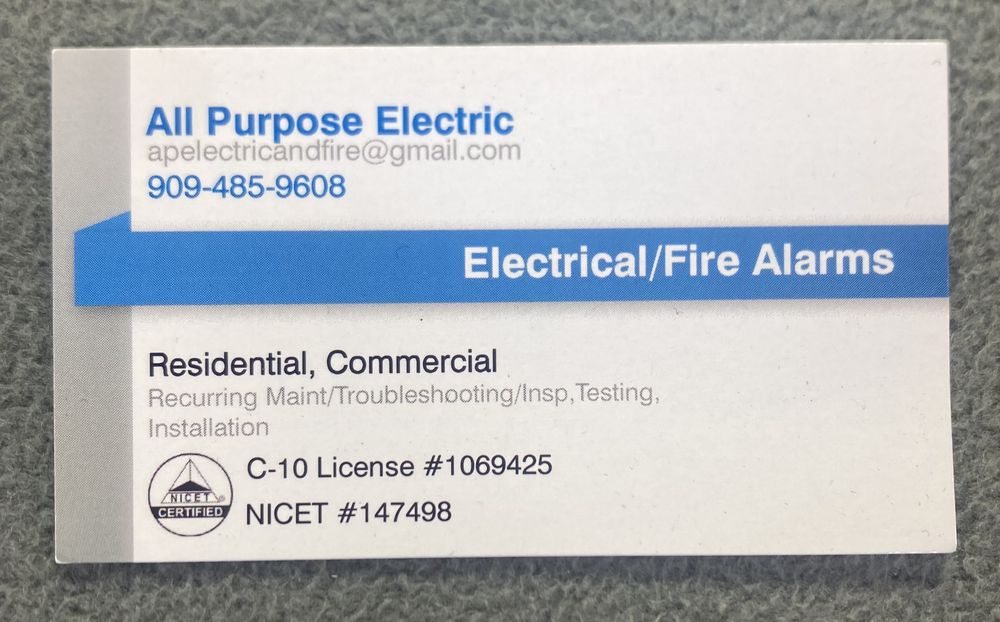 All Purpose Electric
apelectricandfire@gmail.com
909-485-9608
Electrical/Fire Alarms
Residential, Commercial
Recurring Maint/Troubleshooting/Insp,Testing,
Installation
NICET®
CERTIFIED
C-10 License #1069425
NICET #147498